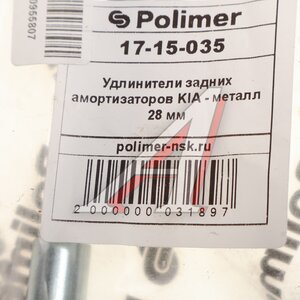 Polimer
17-15-035
Удлинители задних
амортизаторов KIA - металл
28 мм
polimer-nsk.ru
2 000000 031897